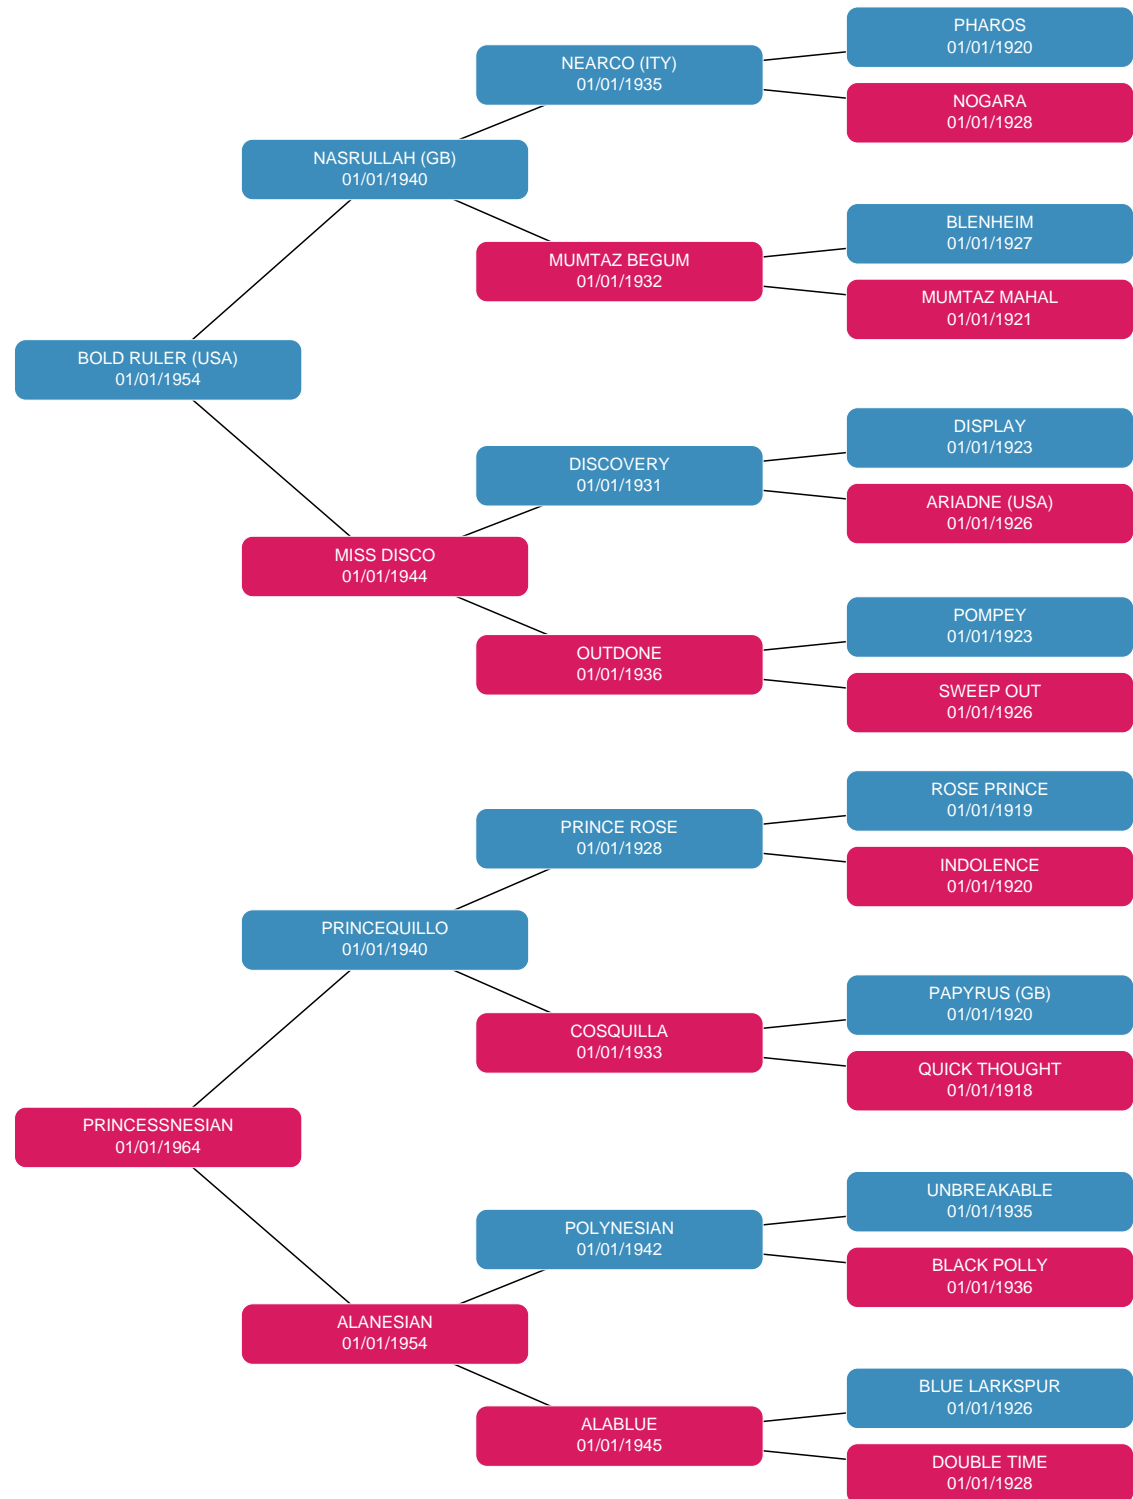 PHAROS
01/01/1920
NEARCO (ITY)
01/01/1935
NOGARA
01/01/1928
NASRULLAH (GB)
01/01/1940
BLENHEIM
01/01/1927
MUMTAZ BEGUM
01/01/1932
MUMTAZ MAHAL
01/01/1921
BOLD RULER (USA)
01/01/1954
DISPLAY
01/01/1923
DISCOVERY
01/01/1931
ARIADNE (USA)
01/01/1926
MISS DISCO
01/01/1944
POMPEY
01/01/1923
OUTDONE
01/01/1936
SWEEP OUT
01/01/1926
ROSE PRINCE
01/01/1919
PRINCE ROSE
01/01/1928
INDOLENCE
01/01/1920
PRINCEQUILLO
01/01/1940
PAPYRUS (GB)
01/01/1920
COSQUILLA
01/01/1933
QUICK THOUGHT
01/01/1918
PRINCESSNESIAN
01/01/1964
UNBREAKABLE
01/01/1935
POLYNESIAN
01/01/1942
BLACK POLLY
01/01/1936
ALANESIAN
01/01/1954
BLUE LARKSPUR
01/01/1926
ALABLUE
01/01/1945
DOUBLE TIME
01/01/1928